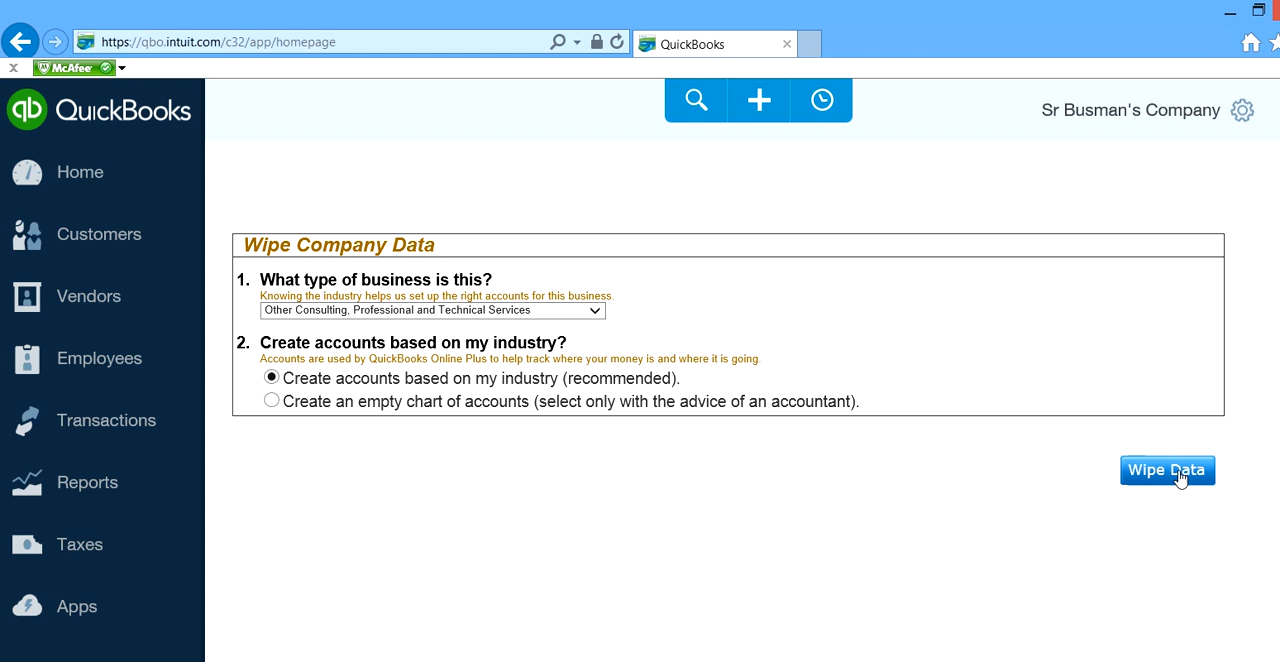 https://qbo.intuit.com/c32/app/homepage
QuickBooks
X
McAfee
qb QuickBooks
Sr Busman's Company
Home
Customers
Vendors
Employees
Transactions
Reports
Taxes
Apps
Wipe Company Data
1. What type of business is this?
Knowing the industry helps us set up the right accounts for this business.
Other Consulting, Professional and Technical Services
2. Create accounts based on my industry?
Accounts are used by QuickBooks Online Plus to help track where your money is and where it is going.
Create accounts based on my industry (recommended).
Create an empty chart of accounts (select only with the advice of an accountant).
Wipe Data